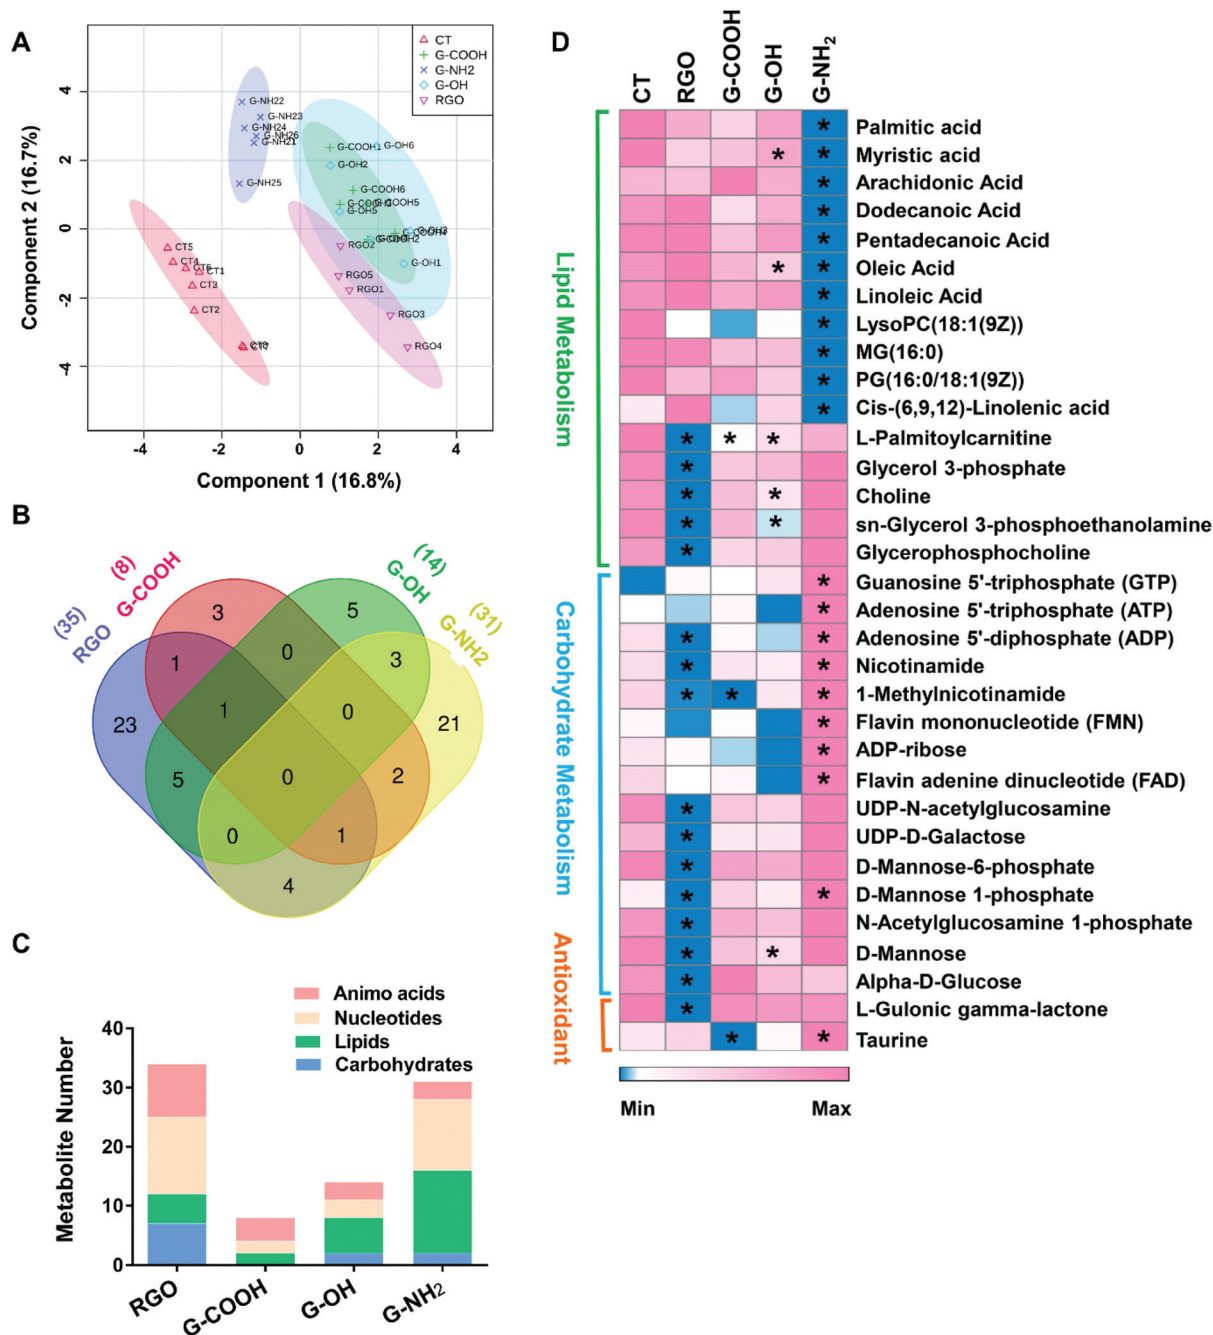 A
CT
G-COOH
G-NH2
G-OH
RGO
G-NH22
G-NH23
G-NH24
G-NH26
G-NH21
G-NH25
G-COOH1
G-OH6
G-OH2
G-COOH6
G-COOH5
G-OH5
G-OH3
G-COOH4
G-COOH2
G-OH1
RGO2
RGO5
RGO1
RGO3
RGO4
CT5
CT4
CT6
CT1
CT3
CT2
4
2
0
-2
-4
-4
-2
0
2
4
Component 2 (16.7%)
Component 1 (16.8%)
B
(35)
RGO
(8)
G-COOH
(14)
G-OH
(31)
G-NH2
3
5
1
0
3
23
1
0
21
5
0
2
0
1
4
C
Animo acids
Nucleotides
Lipids
Carbohydrates
Metabolite Number
40
30
20
10
0
RGO
G-COOH
G-OH
G-NH2
D
CT
RGO
G-COOH
G-OH
G-NH2
Lipid Metabolism
Carbohydrate Metabolism
Antioxidant
* Palmitic acid
* * Myristic acid
* Arachidonic Acid
* Dodecanoic Acid
* Pentadecanoic Acid
* * Oleic Acid
* Linoleic Acid
* LysoPC(18:1(9Z))
* MG(16:0)
* PG(16:0/18:1(9Z))
* Cis-(6,9,12)-Linolenic acid
* * * L-Palmitoylcarnitine
* Glycerol 3-phosphate
* * Choline
* * sn-Glycerol 3-phosphoethanolamine
* Glycerophosphocholine
* Guanosine 5'-triphosphate (GTP)
* Adenosine 5'-triphosphate (ATP)
* * Adenosine 5'-diphosphate (ADP)
* * Nicotinamide
* * * 1-Methylnicotinamide
* Flavin mononucleotide (FMN)
* ADP-ribose
* Flavin adenine dinucleotide (FAD)
* UDP-N-acetylglucosamine
* UDP-D-Galactose
* D-Mannose-6-phosphate
* * D-Mannose 1-phosphate
* N-Acetylglucosamine 1-phosphate
* * D-Mannose
* Alpha-D-Glucose
* L-Gulonic gamma-lactone
* * Taurine
Min
Max